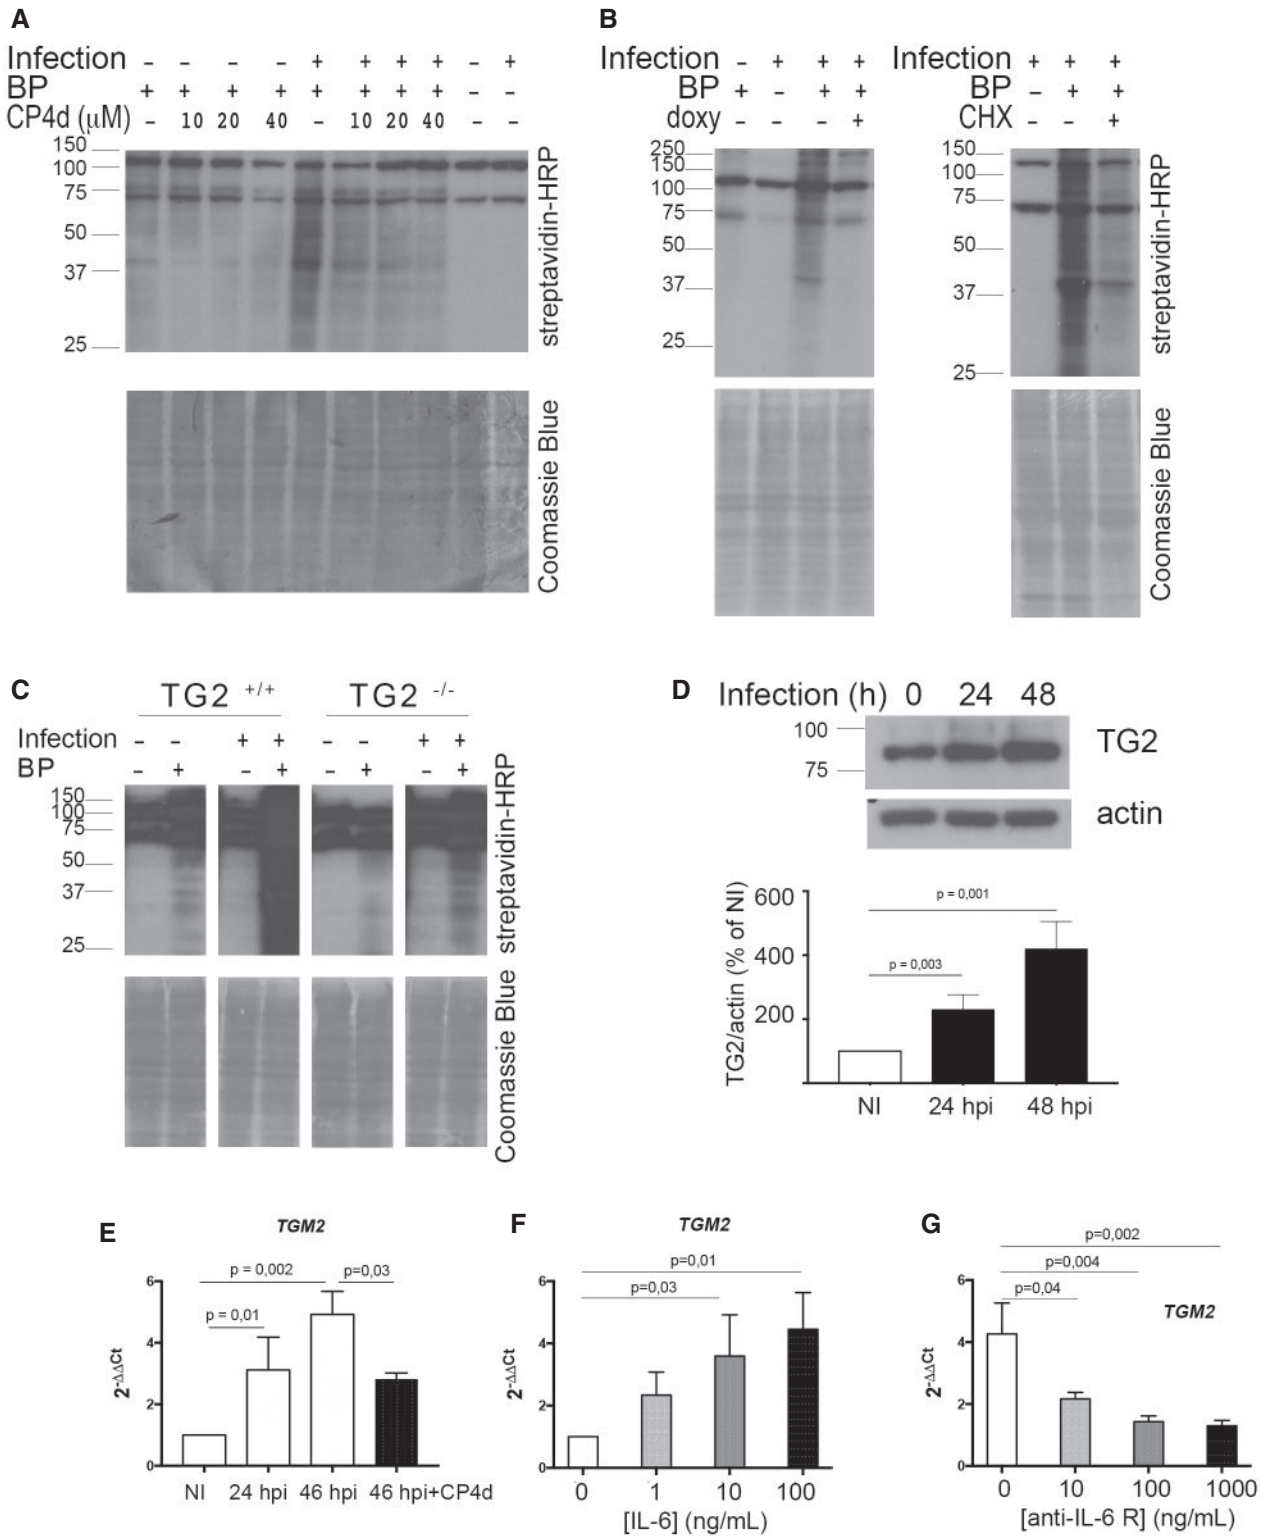 A
Infection – – – – + + + + – +
BP + + + + + + + + – –
CP4d (µM) – 10 20 40 – 10 20 40 – –
150
100
75
50
37
25
streptavidin-HRP
Coomassie Blue
B
Infection – + + +
BP + – + +
doxy – – – +
250
150
100
75
50
37
25
Infection + + +
BP – + +
CHX – – +
150
100
75
50
37
25
streptavidin-HRP
Coomassie Blue
C
TG2 +/+ TG2 -/-
Infection – – + + – – + +
BP – + – + – + – +
150
100
75
50
37
25
streptavidin-HRP
Coomassie Blue
D
Infection (h) 0 24 48
100
75
TG2
actin
TG2/actin (% of NI)
600
400
200
p = 0,001
p = 0,003
NI 24 hpi 48 hpi
E
TGM2
p = 0,002 p=0,03
p = 0,01
2-ΔΔCt
6
4
2
0
NI 24 hpi 46 hpi 46 hpi+CP4d
F
TGM2
p=0,01
p=0,03
2-ΔΔCt
6
4
2
0
0 1 10 100
[IL-6] (ng/mL)
G
p=0,002
p=0,004
p=0,04
TGM2
2-ΔΔCt
6
4
2
0
0 10 100 1000
[anti-IL-6 R] (ng/mL)